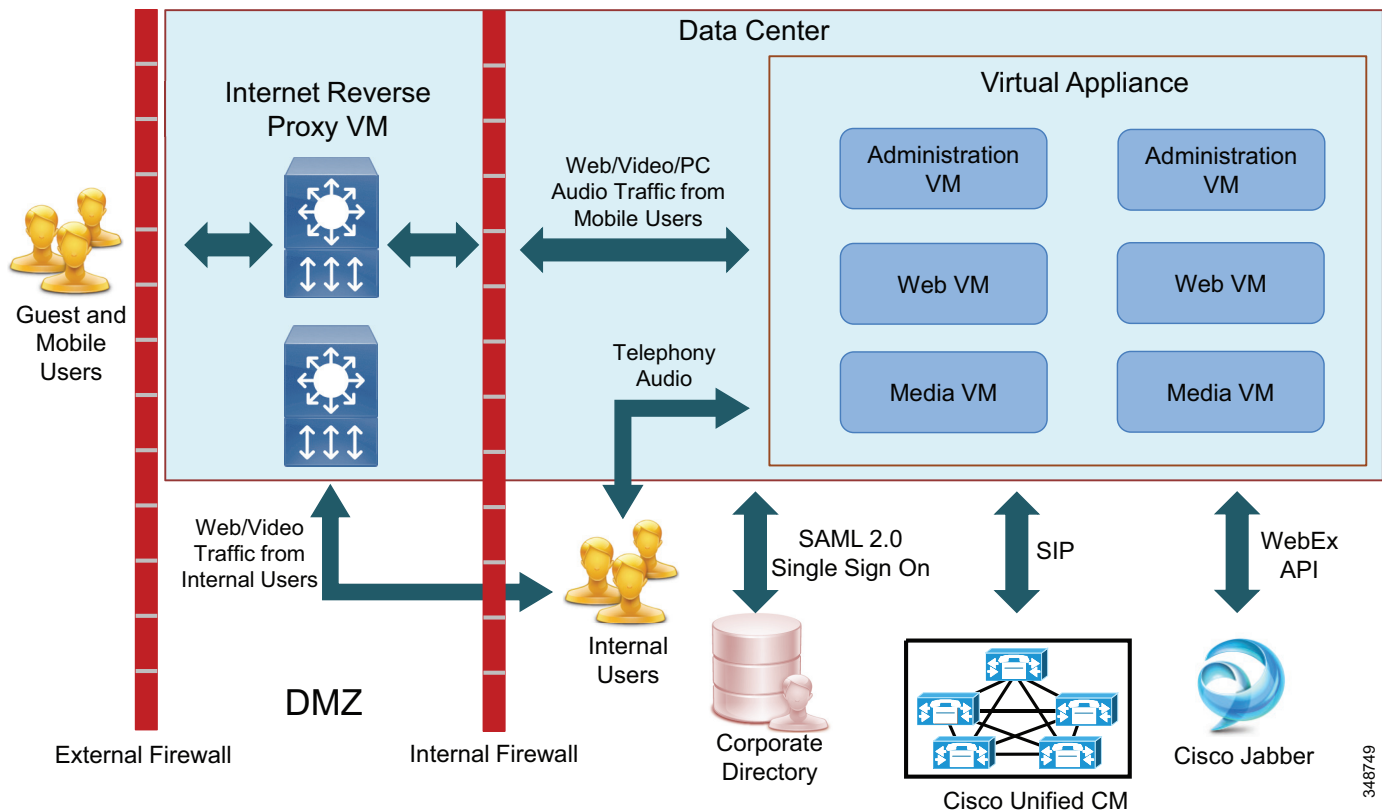 Data Center
Internet Reverse
Proxy VM
Virtual Appliance
Administration
VM
Administration
VM
Web/Video/PC
Audio Traffic from
Mobile Users
Web VM
Web VM
Guest and
Mobile
Users
Telephony
Audio
Media VM
Media VM
Web/Video
Traffic from
Internal Users
SAML 2.0
Single Sign On
SIP
WebEx
API
Internal
Users
DMZ
External Firewall
Internal Firewall
Corporate
Directory
Cisco Unified CM
Cisco Jabber
348749